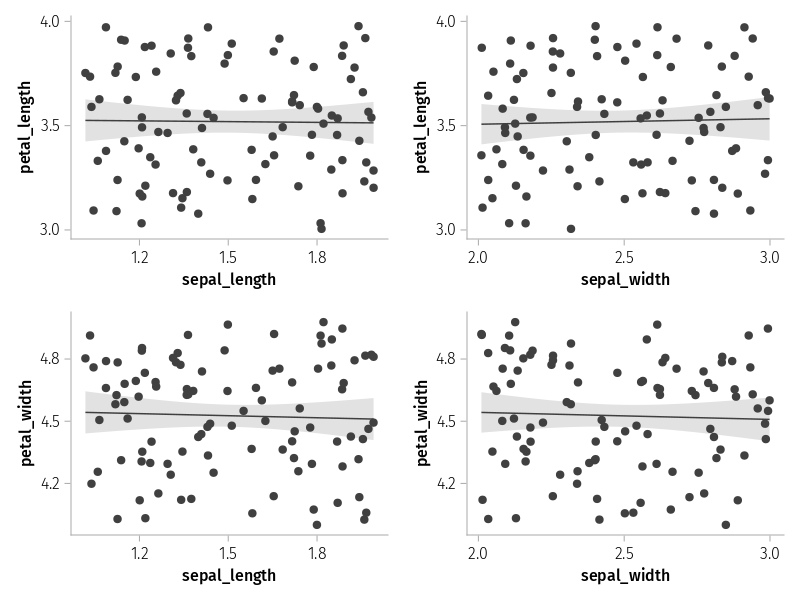 4.0
4.0
3.5
3.5
3.0
3.0
petal_length
petal_length
1.2 1.5 1.8
2.0 2.5 3.0
sepal_length
sepal_width
4.8
4.8
4.5
4.5
4.2
4.2
petal_width
petal_width
1.2 1.5 1.8
2.0 2.5 3.0
sepal_length
sepal_width